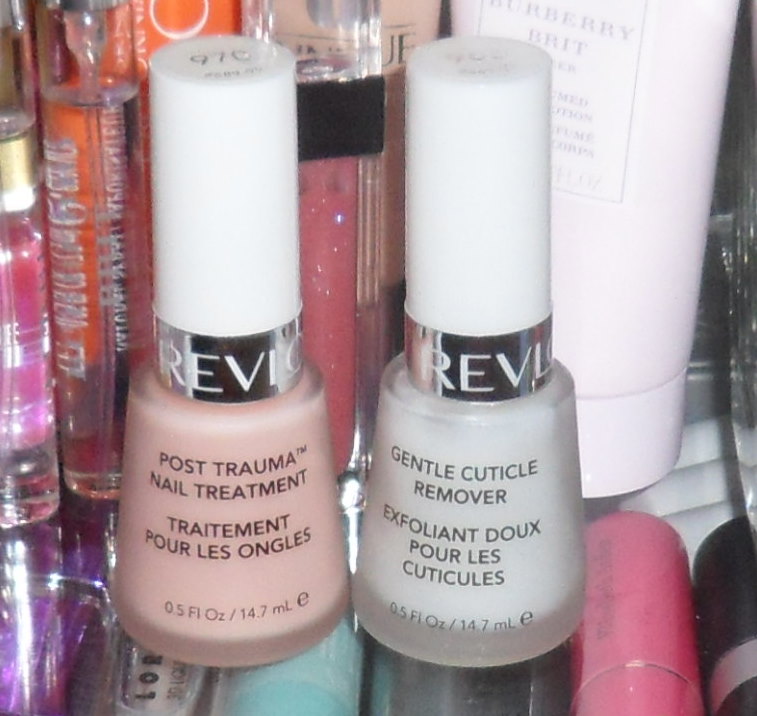 970
BURBERRY
BRIT
REVLO
POST TRAUMA™
NAIL TREATMENT
TRAITEMENT
POUR LES ONGLES
0.5 Fl Oz / 14.7 mL e
REVLO
GENTLE CUTICLE
REMOVER
EXFOLIANT DOUX
POUR LES
CUTICULES
0.5 Fl Oz / 14.7 mL e